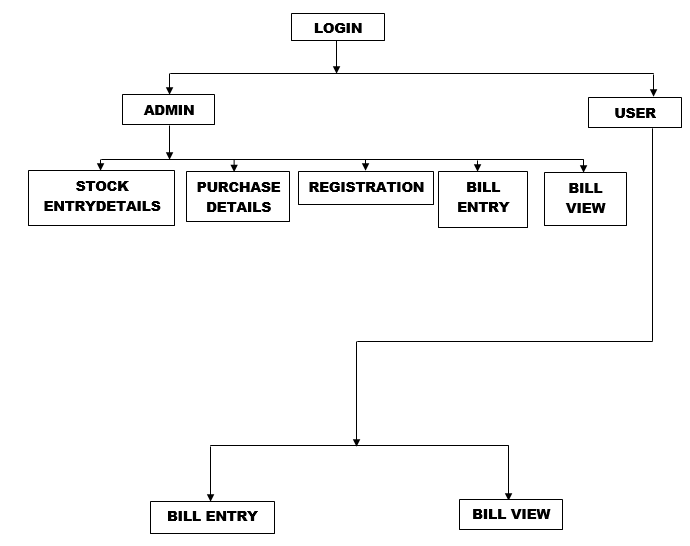 LOGIN
ADMIN
USER
STOCK
ENTRYDETAILS
PURCHASE
DETAILS
REGISTRATION
BILL
ENTRY
BILL
VIEW
BILL ENTRY
BILL VIEW